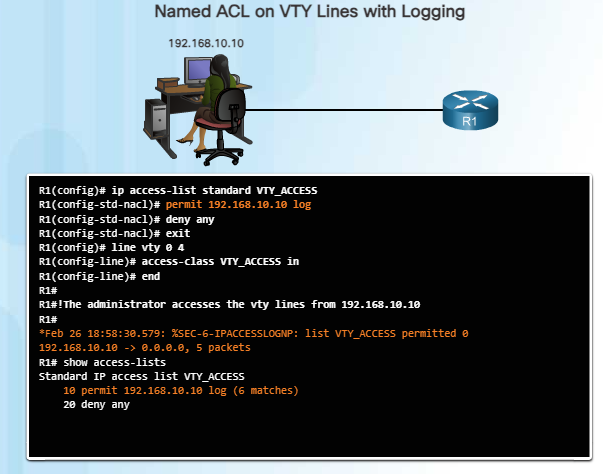 Named ACL on VTY Lines with Logging
192.168.10.10
R1
R1(config)# ip access-list standard VTY_ACCESS
R1(config-std-nacl)# permit 192.168.10.10 log
R1(config-std-nacl)# deny any
R1(config-std-nacl)# exit
R1(config)# line vty 0 4
R1(config-line)# access-class VTY_ACCESS in
R1(config-line)# end
R1#
R1#!The administrator accesses the vty lines from 192.168.10.10
R1#
*Feb 26 18:58:30.579: %SEC-6-IPACCESSLOGNP: list VTY_ACCESS permitted 0
192.168.10.10 -> 0.0.0.0, 5 packets
R1# show access-lists
Standard IP access list VTY_ACCESS
    10 permit 192.168.10.10 log (6 matches)
    20 deny any